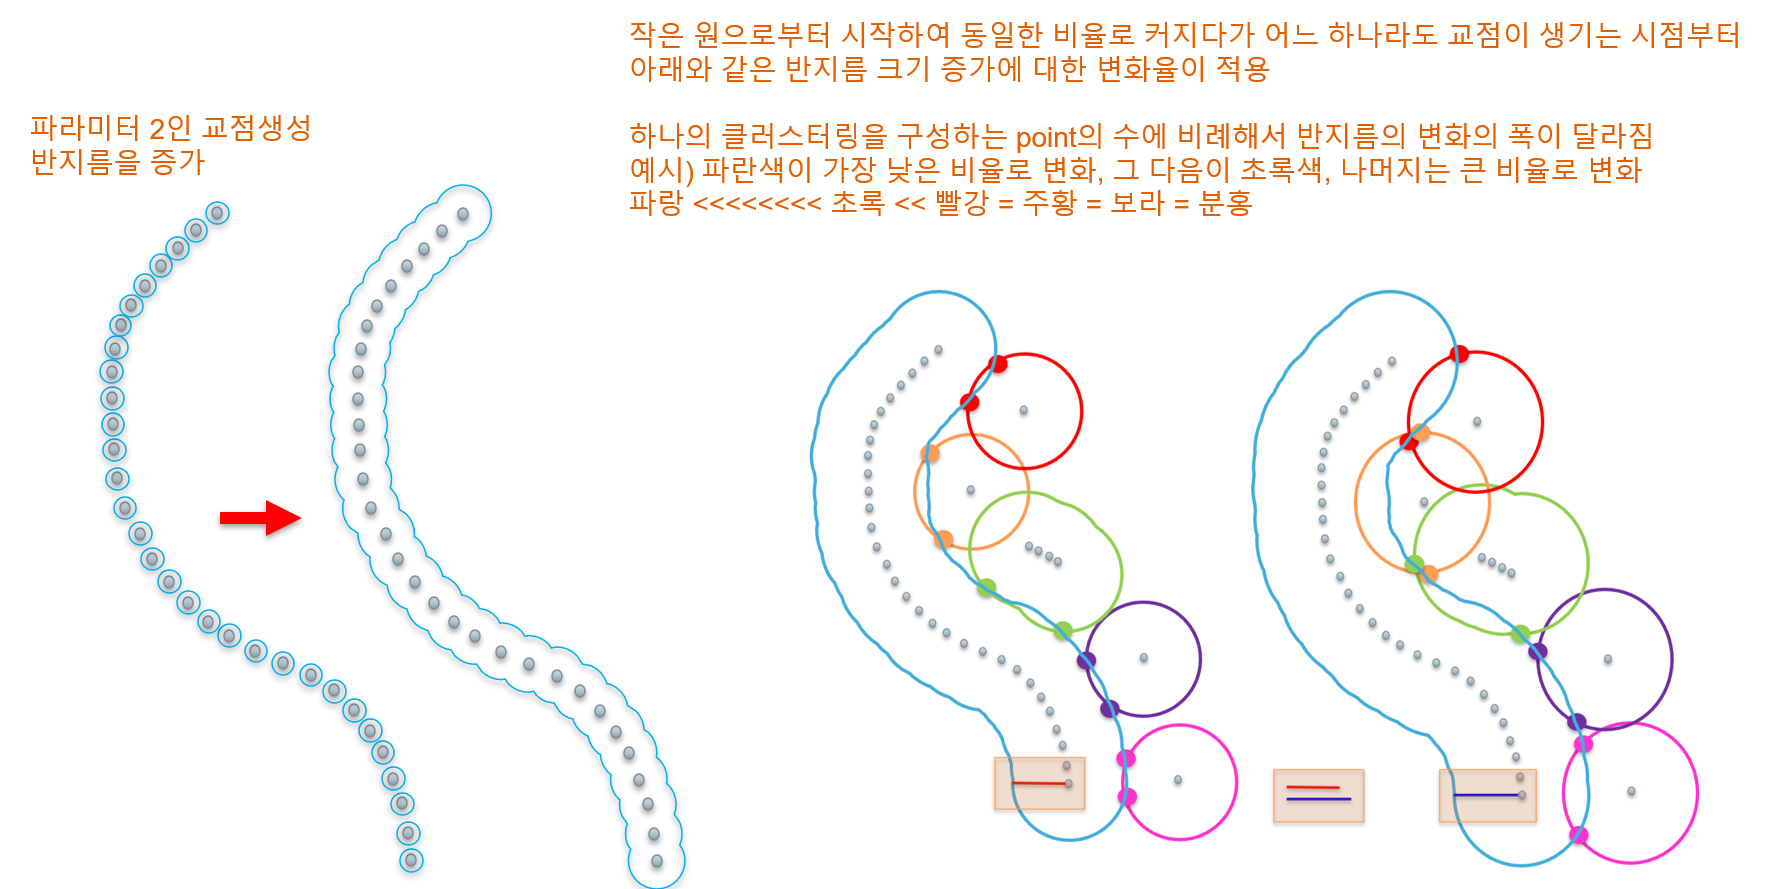 작은 원으로부터 시작하여 동일한 비율로 커지다가 어느 하나라도 교점이 생기는 시점부터
아래와 같은 반지름 크기 증가에 대한 변화율이 적용
파라미터 2인 교점생성
반지름을 증가
하나의 클러스터링을 구성하는 point의 수에 비례해서 반지름의 변화의 폭이 달라짐
예시) 파란색이 가장 낮은 비율로 변화, 그 다음이 초록색, 나머지는 큰 비율로 변화
파랑 <<<<<<<< 초록 << 빨강 = 주황 = 보라 = 분홍